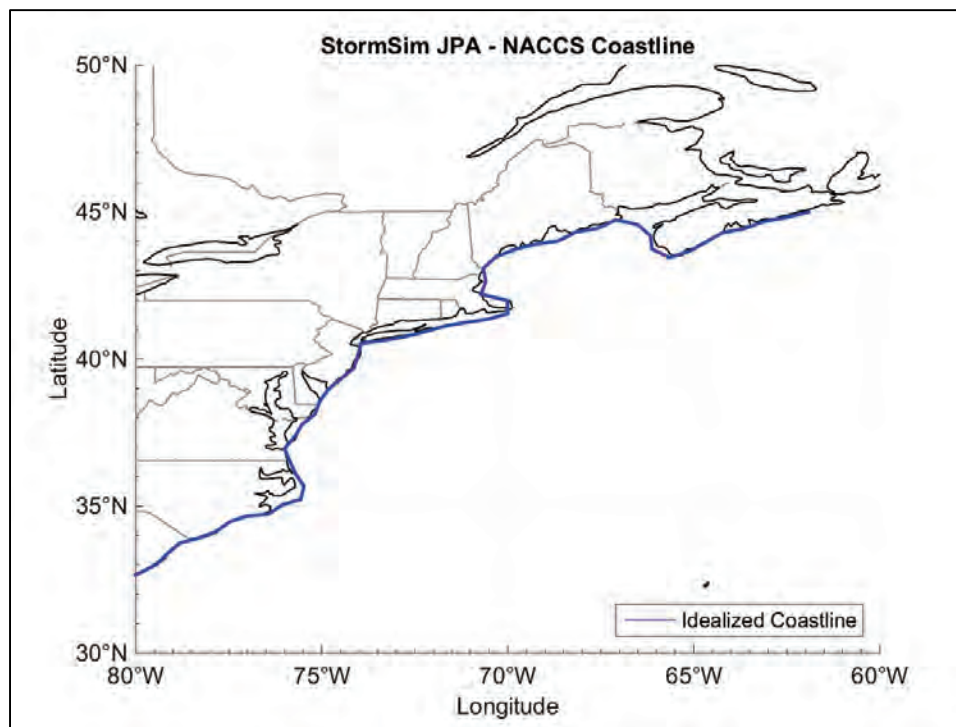 StormSim JPA - NACCS Coastline
50°N
45°N
40°N
35°N
30°N
Latitude
80°W 75°W 70°W 65°W 60°W
Longitude
Idealized Coastline